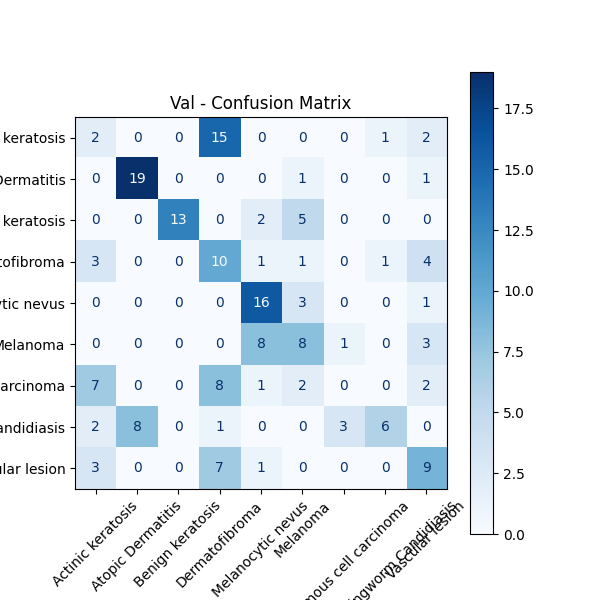 Val - Confusion Matrix
keratosis 2 0 0 15 0 0 0 1 2
Dermatitis 0 19 0 0 0 1 0 0 1
keratosis 0 0 13 0 2 5 0 0 0
tofibroma 3 0 0 10 1 1 0 1 4
tic nevus 0 0 0 0 16 3 0 0 1
Melanoma 0 0 0 0 8 8 1 0 3
arcinoma 7 0 0 8 1 2 0 0 2
andidiasis 2 8 0 1 0 0 3 6 0
lar lesion 3 0 0 7 1 0 0 0 9
Actinic keratosis
Atopic Dermatitis
Benign keratosis
Dermatofibroma
Melanocytic nevus
Melanoma
mous cell carcinoma
ngworm Candidiasis
Vascular lesion
17.5
15.0
12.5
10.0
7.5
5.0
2.5
0.0